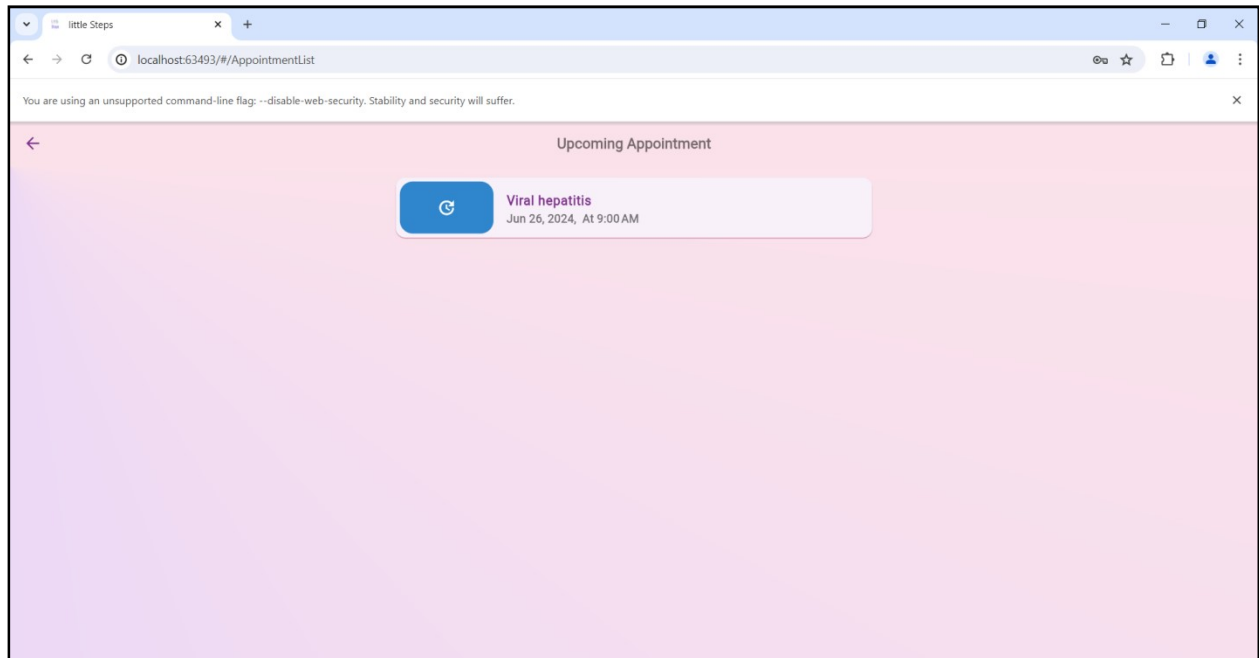 little Steps
localhost:63493/#/AppointmentList
You are using an unsupported command-line flag: --disable-web-security. Stability and security will suffer.
Upcoming Appointment
Viral hepatitis
Jun 26, 2024, At 9:00 AM